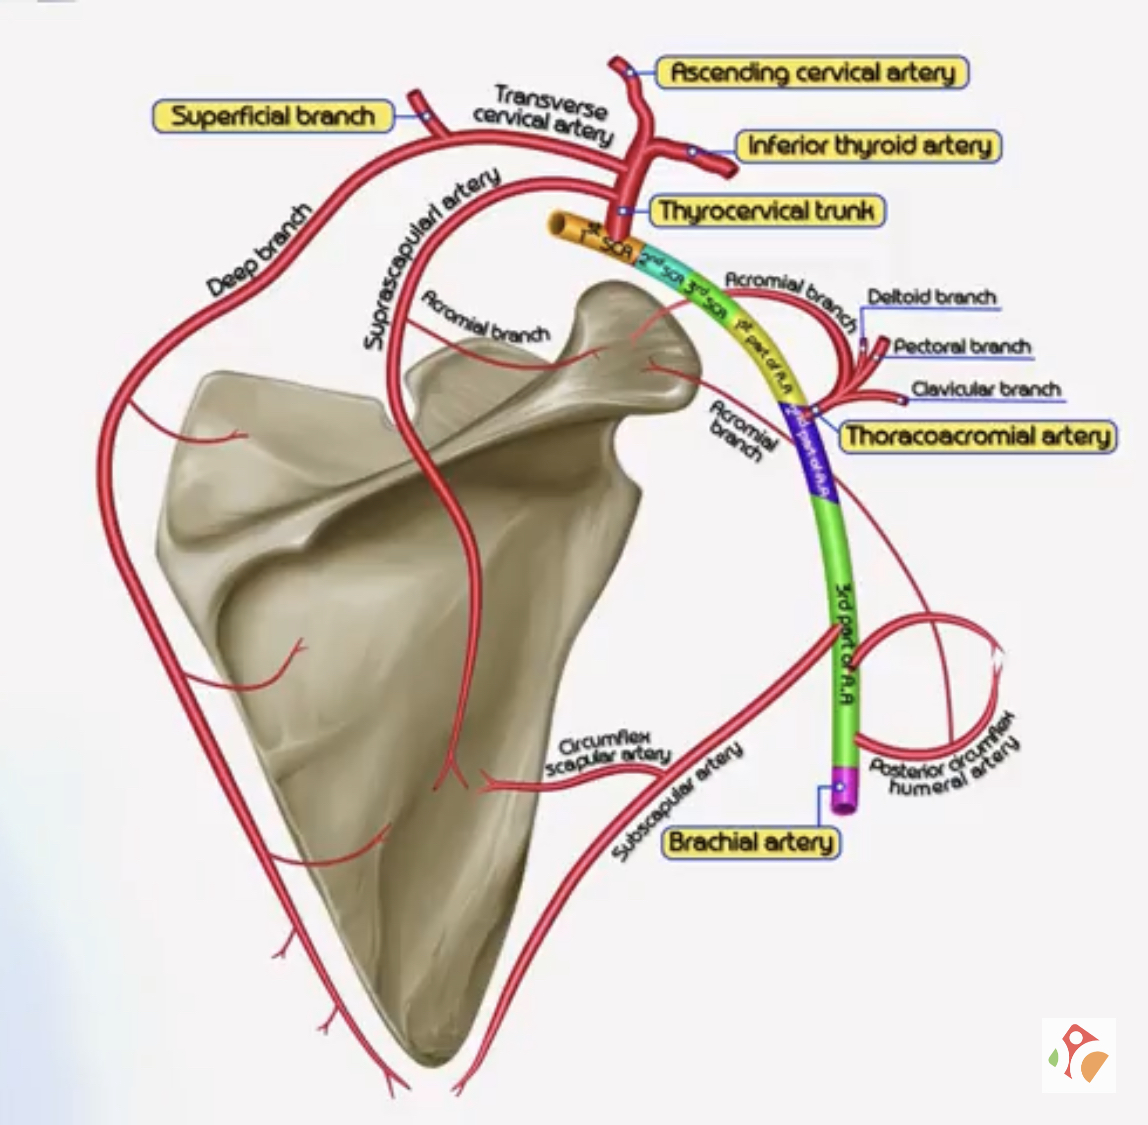 Ascending cervical artery
Superficial branch
Transverse
cervical artery
Inferior thyroid artery
Thyrocervical trunk
Deep branch
Suprascapularl artery
1st SCA
2nd SCA
3rd SCA
1st part of A.A
2nd part of A.A
3rd part of A.A
Acromial branch
Deltoid branch
Pectoral branch
Clavicular branch
Thoracoacromial artery
Acromial branch
Acromial
branch
Circumflex
scapular artery
Subscapular artery
Posterior circumflex
humeral artery
Brachial artery